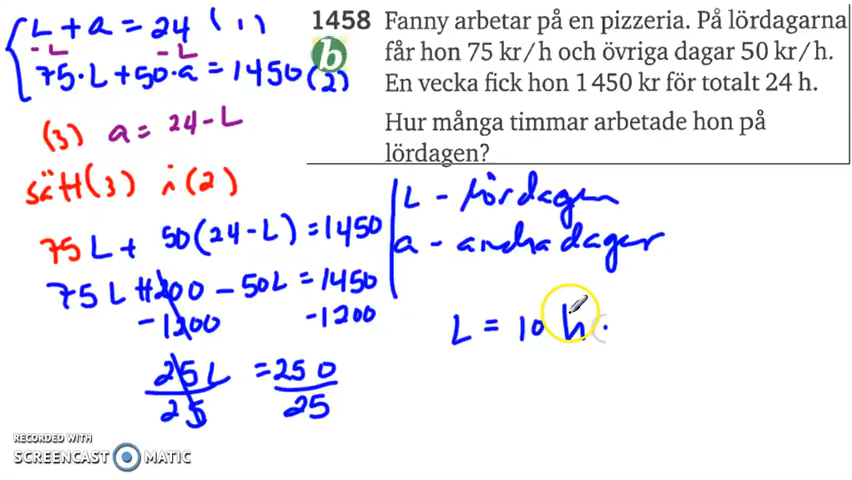 L + a = 24 (1)
-L -L
75·L+50·a=1450(2)
(3) a = 24-L
sätt(3) i(2)
75L + 50(24-L)=1450
75L+1200-50L=1450
-1200 -1200
25L = 250
25 25
1458 Fanny arbetar på en pizzeria. På lördagarna
b får hon 75 kr/h och övriga dagar 50 kr/h.
En vecka fick hon 1 450 kr för totalt 24 h.
Hur många timmar arbetade hon på
lördagen?
L - lördagen
a - andra dagar
L = 10 h.
RECORDED WITH
SCREENCAST MATIC